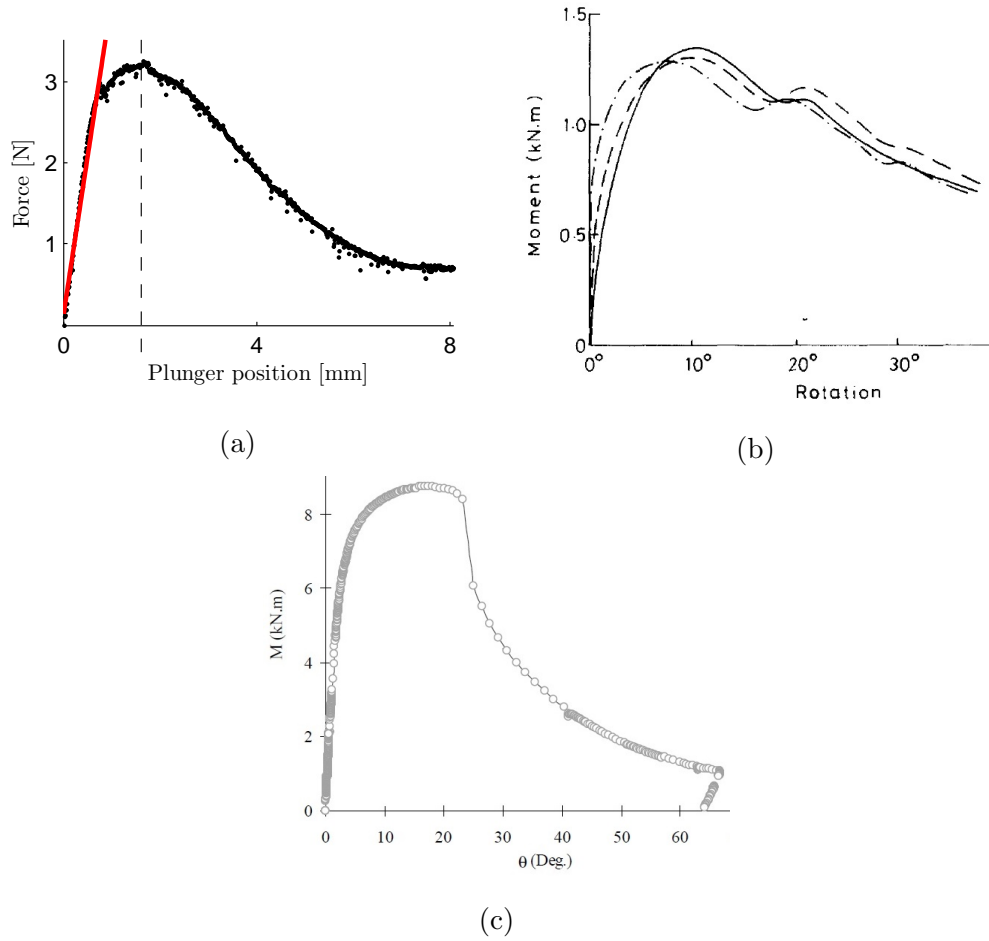 3
2
1
0
4
8
Force [N]
Plunger position [mm]
(a)
1.5
1.0
0.5
0
0°
10°
20°
30°
Moment (kN.m)
Rotation
(b)
8
6
4
2
0
0
10
20
30
40
50
60
M (kN.m)
θ (Deg.)
(c)